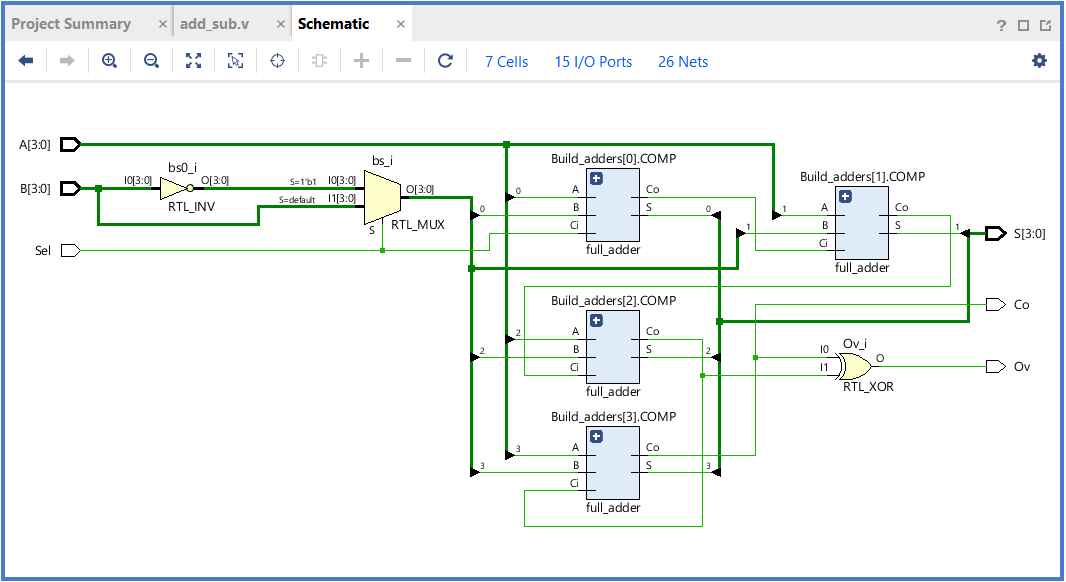 Project Summary × add_sub.v × Schematic ×
?
7 Cells 15 I/O Ports 26 Nets
A[3:0]
B[3:0]
Sel
bs0_i
I0[3:0] O[3:0]
RTL_INV
bs_i
S=1'b1 I0[3:0]
S=default I1[3:0]
O[3:0]
S
RTL_MUX
Build_adders[0].COMP
0 A Co
0 B S 0
Ci
full_adder
Build_adders[1].COMP
1 A Co
1 B S 1
Ci
full_adder
S[3:0]
Co
Build_adders[2].COMP
2 A Co
2 B S 2
Ci
full_adder
Ov_i
I0
I1
O
RTL_XOR
Ov
Build_adders[3].COMP
3 A Co
3 B S 3
Ci
full_adder